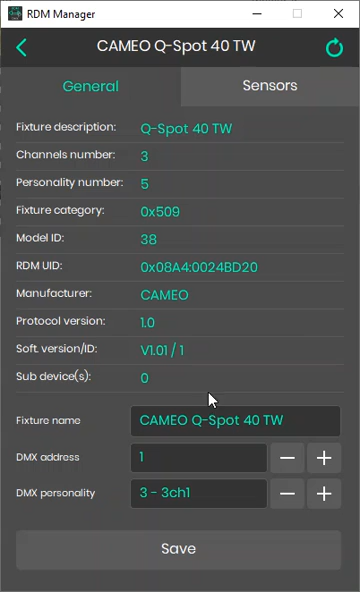 RDM Manager
CAMEO Q-Spot 40 TW
General
Sensors
Fixture description: Q-Spot 40 TW
Channels number: 3
Personality number: 5
Fixture category: 0x509
Model ID: 38
RDM UID: 0x08A4:0024BD20
Manufacturer: CAMEO
Protocol version: 1.0
Soft. version/ID: V1.01 / 1
Sub device(s): 0
Fixture name CAMEO Q-Spot 40 TW
DMX address 1
DMX personality 3 - 3ch1
Save